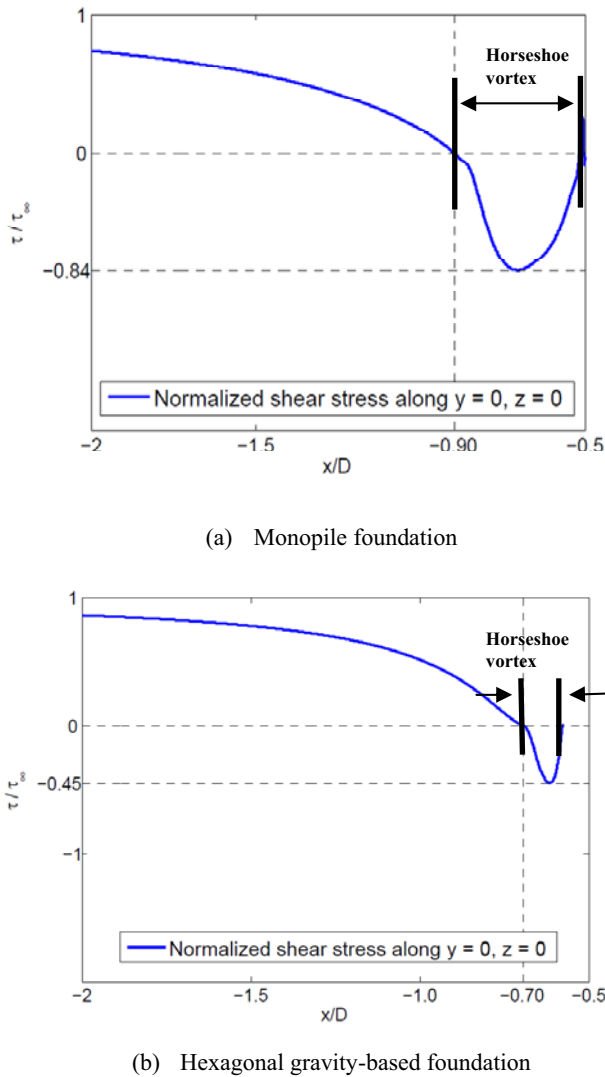 1
Horseshoe
vortex
0
τ / τ∞
−0.84
Normalized shear stress along y = 0, z = 0
−2 −1.5 −0.90 −0.5
x/D
(a) Monopile foundation
1
Horseshoe
vortex
0
τ / τ∞
−0.45
−1
Normalized shear stress along y = 0, z = 0
−2 −1.5 −1.0 −0.70 −0.5
x/D
(b) Hexagonal gravity-based foundation